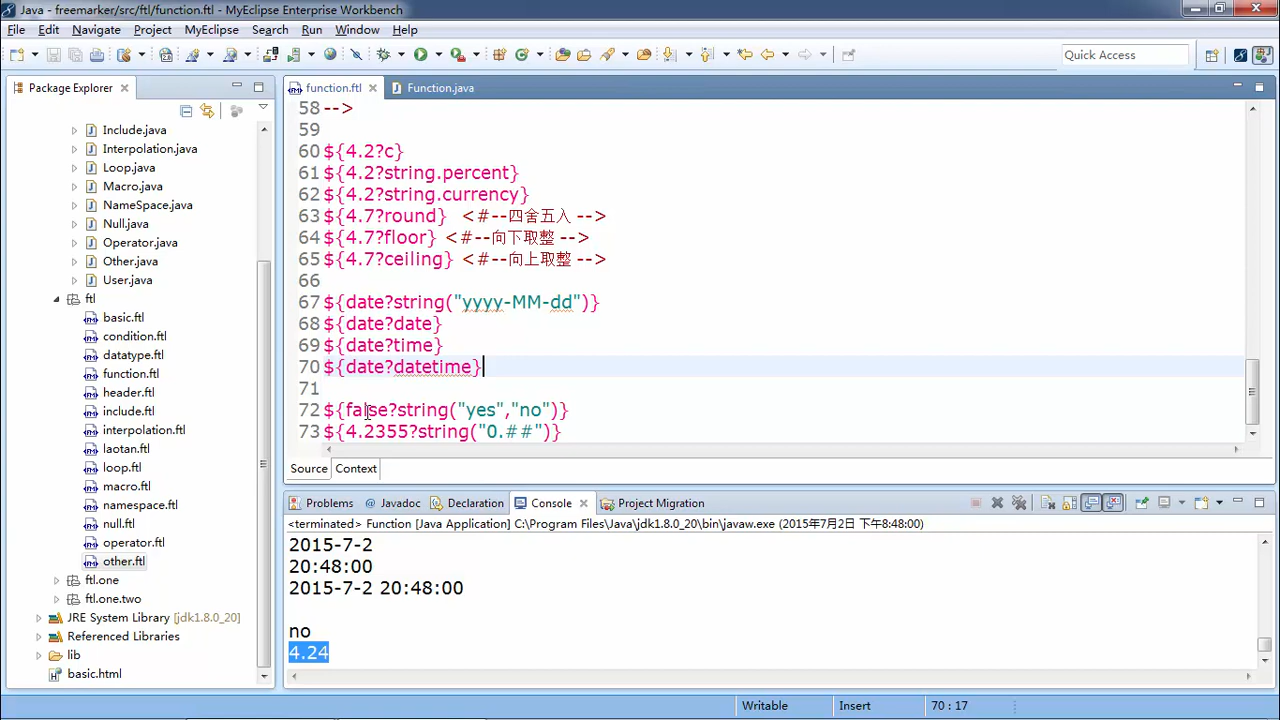 Java - freemarker/src/ftl/function.ftl - MyEclipse Enterprise Workbench
File Edit Navigate Project MyEclipse Search Run Window Help
Quick Access
Package Explorer
function.ftl
Function.java
Include.java
Interpolation.java
Loop.java
Macro.java
NameSpace.java
Null.java
Operator.java
Other.java
User.java
ftl
basic.ftl
condition.ftl
datatype.ftl
function.ftl
header.ftl
include.ftl
interpolation.ftl
laotan.ftl
loop.ftl
macro.ftl
namespace.ftl
null.ftl
operator.ftl
other.ftl
ftl.one
ftl.one.two
JRE System Library [jdk1.8.0_20]
Referenced Libraries
lib
basic.html
58 -->
59
60 ${4.2?c}
61 ${4.2?string.percent}
62 ${4.2?string.currency}
63 ${4.7?round} <#--四舍五入 -->
64 ${4.7?floor} <#--向下取整 -->
65 ${4.7?ceiling} <#--向上取整 -->
66
67 ${date?string("yyyy-MM-dd")}
68 ${date?date}
69 ${date?time}
70 ${date?datetime}
71
72 ${false?string("yes","no")}
73 ${4.2355?string("0.##")}
Source Context
Problems Javadoc Declaration Console Project Migration
<terminated> Function [Java Application] C:\Program Files\Java\jdk1.8.0_20\bin\javaw.exe (2015年7月2日 下午8:48:00)
2015-7-2
20:48:00
2015-7-2 20:48:00
no
4.24
Writable Insert 70 : 17